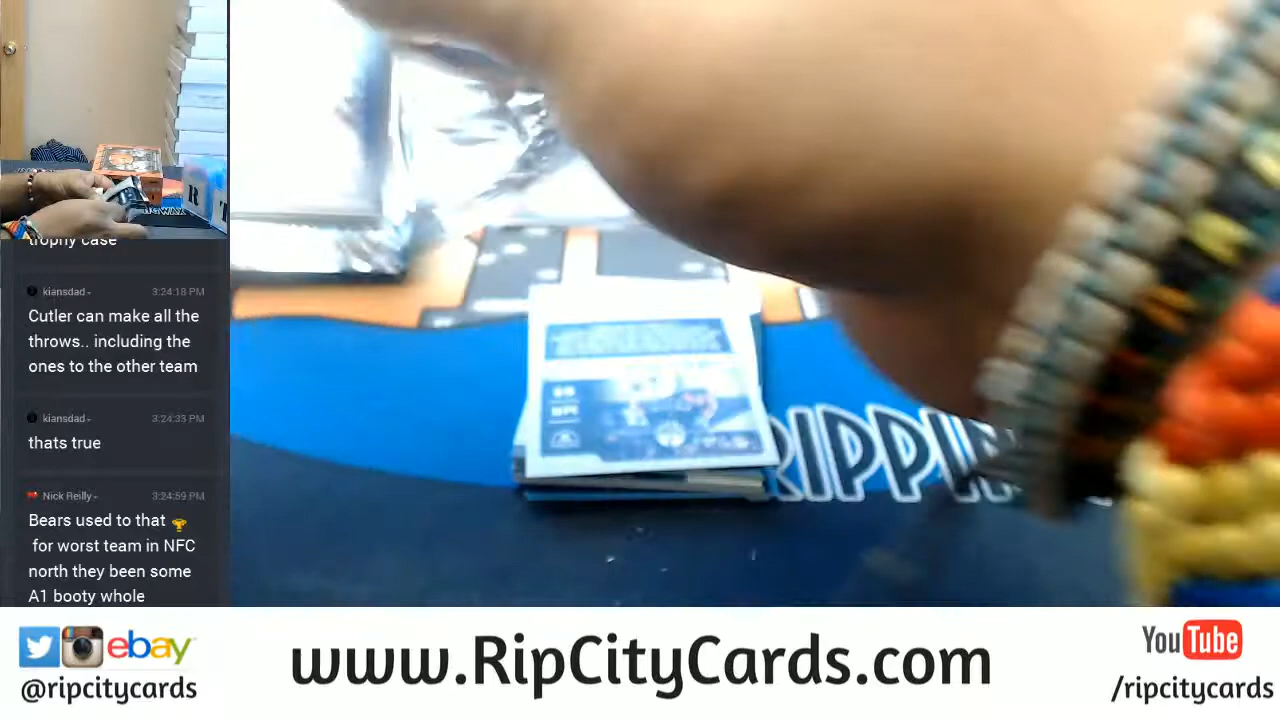 trophy case
kiansdad-
3:24:18 PM
Cutler can make all the
throws.. including the
ones to the other team
kiansdad-
3:24:33 PM
thats true
Nick Reilly-
3:24:59 PM
Bears used to that
for worst team in NFC
north they been some
A1 booty whole
R
RIPPIN
ebay
@ripcitycards
www.RipCityCards.com
YouTube
/ripcitycards